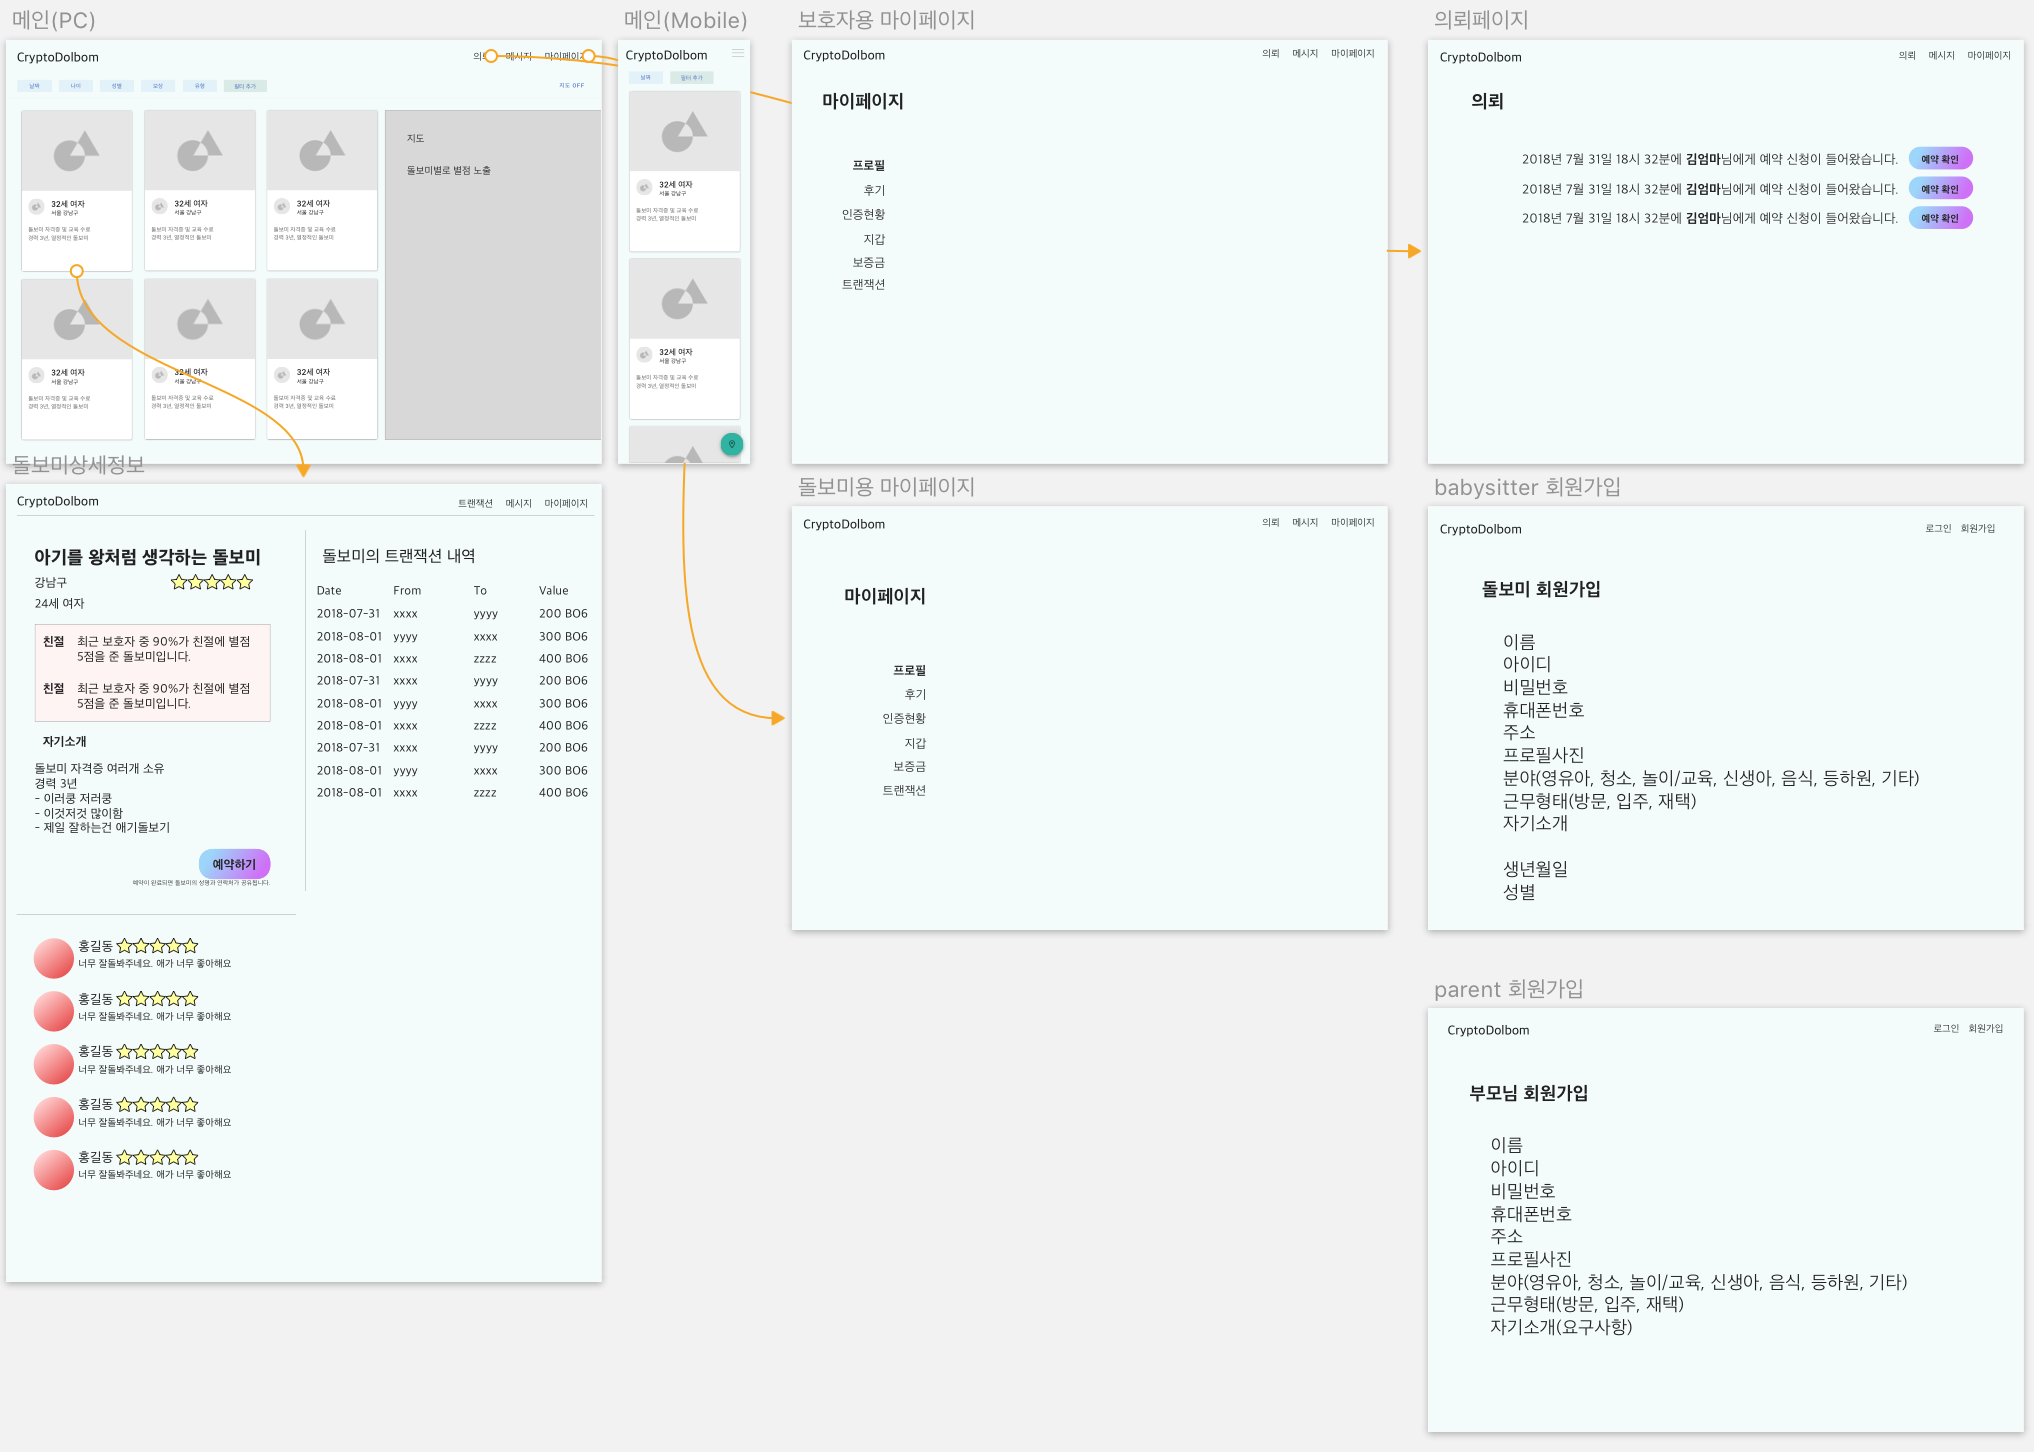 메인(PC)
CryptoDolbom
메시지 마이페이지
날짜 나이 성별 보상 유형 필터 추가 지도 OFF
32세 여자
서울 강남구
돌보미 자격증 및 교육 수료
경력 3년, 열정적인 돌보미
32세 여자
서울 강남구
돌보미 자격증 및 교육 수료
경력 3년, 열정적인 돌보미
32세 여자
서울 강남구
돌보미 자격증 및 교육 수료
경력 3년, 열정적인 돌보미
지도
돌보미별로 별점 노출
32세 여자
서울 강남구
돌보미 자격증 및 교육 수료
경력 3년, 열정적인 돌보미
32세 여자
서울 강남구
돌보미 자격증 및 교육 수료
경력 3년, 열정적인 돌보미
32세 여자
서울 강남구
돌보미 자격증 및 교육 수료
경력 3년, 열정적인 돌보미
메인(Mobile)
CryptoDolbom
날짜 필터 추가
32세 여자
서울 강남구
돌보미 자격증 및 교육 수료
경력 3년, 열정적인 돌보미
32세 여자
서울 강남구
돌보미 자격증 및 교육 수료
경력 3년, 열정적인 돌보미
보호자용 마이페이지
CryptoDolbom
의뢰 메시지 마이페이지
마이페이지
프로필
후기
인증현황
지갑
보증금
트랜잭션
의뢰페이지
CryptoDolbom
의뢰 메시지 마이페이지
의뢰
2018년 7월 31일 18시 32분에 김엄마님에게 예약 신청이 들어왔습니다. 예약 확인
2018년 7월 31일 18시 32분에 김엄마님에게 예약 신청이 들어왔습니다. 예약 확인
2018년 7월 31일 18시 32분에 김엄마님에게 예약 신청이 들어왔습니다. 예약 확인
돌보미상세정보
CryptoDolbom
트랜잭션 메시지 마이페이지
아기를 왕처럼 생각하는 돌보미
강남구
24세 여자
친절 최근 보호자 중 90%가 친절에 별점
5점을 준 돌보미입니다.
친절 최근 보호자 중 90%가 친절에 별점
5점을 준 돌보미입니다.
자기소개
돌보미 자격증 여러개 소유
경력 3년
- 이러쿵 저러쿵
- 이것저것 많이함
- 제일 잘하는건 애기돌보기
예약하기
예약이 완료되면 돌보미의 성명과 연락처가 공유됩니다.
돌보미의 트랜잭션 내역
Date From To Value
2018-07-31 xxxx yyyy 200 BO6
2018-08-01 yyyy xxxx 300 BO6
2018-08-01 xxxx zzzz 400 BO6
2018-07-31 xxxx yyyy 200 BO6
2018-08-01 yyyy xxxx 300 BO6
2018-08-01 xxxx zzzz 400 BO6
2018-07-31 xxxx yyyy 200 BO6
2018-08-01 yyyy xxxx 300 BO6
2018-08-01 xxxx zzzz 400 BO6
홍길동
너무 잘돌봐주네요. 애가 너무 좋아해요
홍길동
너무 잘돌봐주네요. 애가 너무 좋아해요
홍길동
너무 잘돌봐주네요. 애가 너무 좋아해요
홍길동
너무 잘돌봐주네요. 애가 너무 좋아해요
홍길동
너무 잘돌봐주네요. 애가 너무 좋아해요
돌보미용 마이페이지
CryptoDolbom
의뢰 메시지 마이페이지
마이페이지
프로필
후기
인증현황
지갑
보증금
트랜잭션
babysitter 회원가입
CryptoDolbom
로그인 회원가입
돌보미 회원가입
이름
아이디
비밀번호
휴대폰번호
주소
프로필사진
분야(영유아, 청소, 놀이/교육, 신생아, 음식, 등하원, 기타)
근무형태(방문, 입주, 재택)
자기소개
생년월일
성별
parent 회원가입
CryptoDolbom
로그인 회원가입
부모님 회원가입
이름
아이디
비밀번호
휴대폰번호
주소
프로필사진
분야(영유아, 청소, 놀이/교육, 신생아, 음식, 등하원, 기타)
근무형태(방문, 입주, 재택)
자기소개(요구사항)